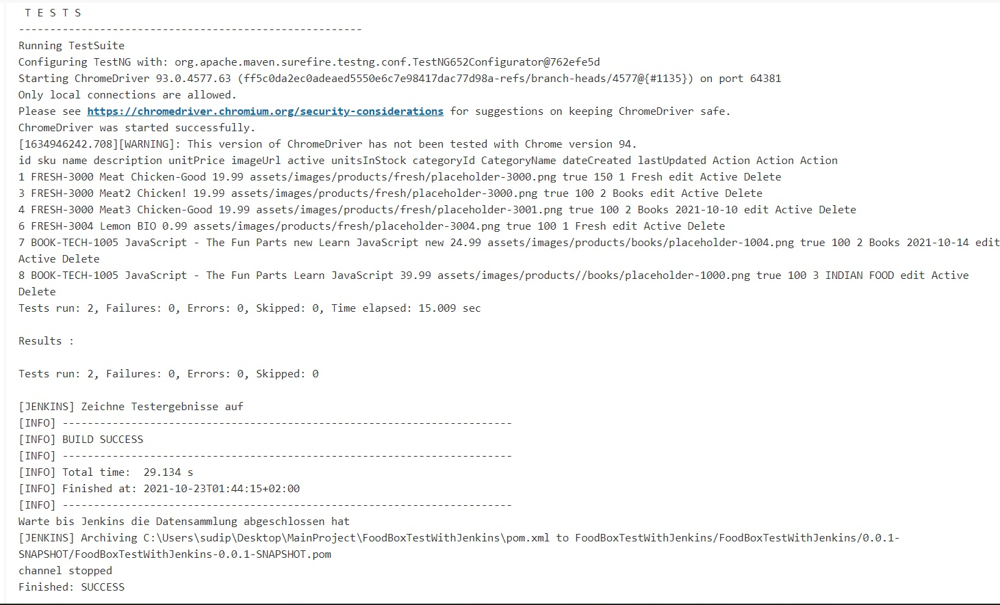 T E S T S
-------------------------------------------------------
Running TestSuite
Configuring TestNG with: org.apache.maven.surefire.testng.conf.TestNG652Configurator@762efe5d
Starting ChromeDriver 93.0.4577.63 (ff5c0da2ec0adeaed5550e6c7e98417dac77d98a-refs/branch-heads/4577@{#1135}) on port 64381
Only local connections are allowed.
Please see https://chromedriver.chromium.org/security-considerations for suggestions on keeping ChromeDriver safe.
ChromeDriver was started successfully.
[1634946242.708][WARNING]: This version of ChromeDriver has not been tested with Chrome version 94.
id sku name description unitPrice imageUrl active unitsInStock categoryId CategoryName dateCreated lastUpdated Action Action Action
1 FRESH-3000 Meat Chicken-Good 19.99 assets/images/products/fresh/placeholder-3000.png true 150 1 Fresh edit Active Delete
3 FRESH-3000 Meat2 Chicken! 19.99 assets/images/products/fresh/placeholder-3000.png true 100 2 Books edit Active Delete
4 FRESH-3000 Meat3 Chicken-Good 19.99 assets/images/products/fresh/placeholder-3001.png true 100 2 Books 2021-10-10 edit Active Delete
6 FRESH-3004 Lemon BIO 0.99 assets/images/products/fresh/placeholder-3004.png true 100 1 Fresh edit Active Delete
7 BOOK-TECH-1005 JavaScript - The Fun Parts new Learn JavaScript new 24.99 assets/images/products/books/placeholder-1004.png true 100 2 Books 2021-10-14 edit
Active Delete
8 BOOK-TECH-1005 JavaScript - The Fun Parts Learn JavaScript 39.99 assets/images/products//books/placeholder-1000.png true 100 3 INDIAN FOOD edit Active
Delete
Tests run: 2, Failures: 0, Errors: 0, Skipped: 0, Time elapsed: 15.009 sec
Results :
Tests run: 2, Failures: 0, Errors: 0, Skipped: 0
[JENKINS] Zeichne Testergebnisse auf
[INFO] ------------------------------------------------------------------------
[INFO] BUILD SUCCESS
[INFO] ------------------------------------------------------------------------
[INFO] Total time:  29.134 s
[INFO] Finished at: 2021-10-23T01:44:15+02:00
[INFO] ------------------------------------------------------------------------
Warte bis Jenkins die Datensammlung abgeschlossen hat
[JENKINS] Archiving C:\Users\sudip\Desktop\MainProject\FoodBoxTestWithJenkins\pom.xml to FoodBoxTestWithJenkins/FoodBoxTestWithJenkins/0.0.1-
SNAPSHOT/FoodBoxTestWithJenkins-0.0.1-SNAPSHOT.pom
channel stopped
Finished: SUCCESS